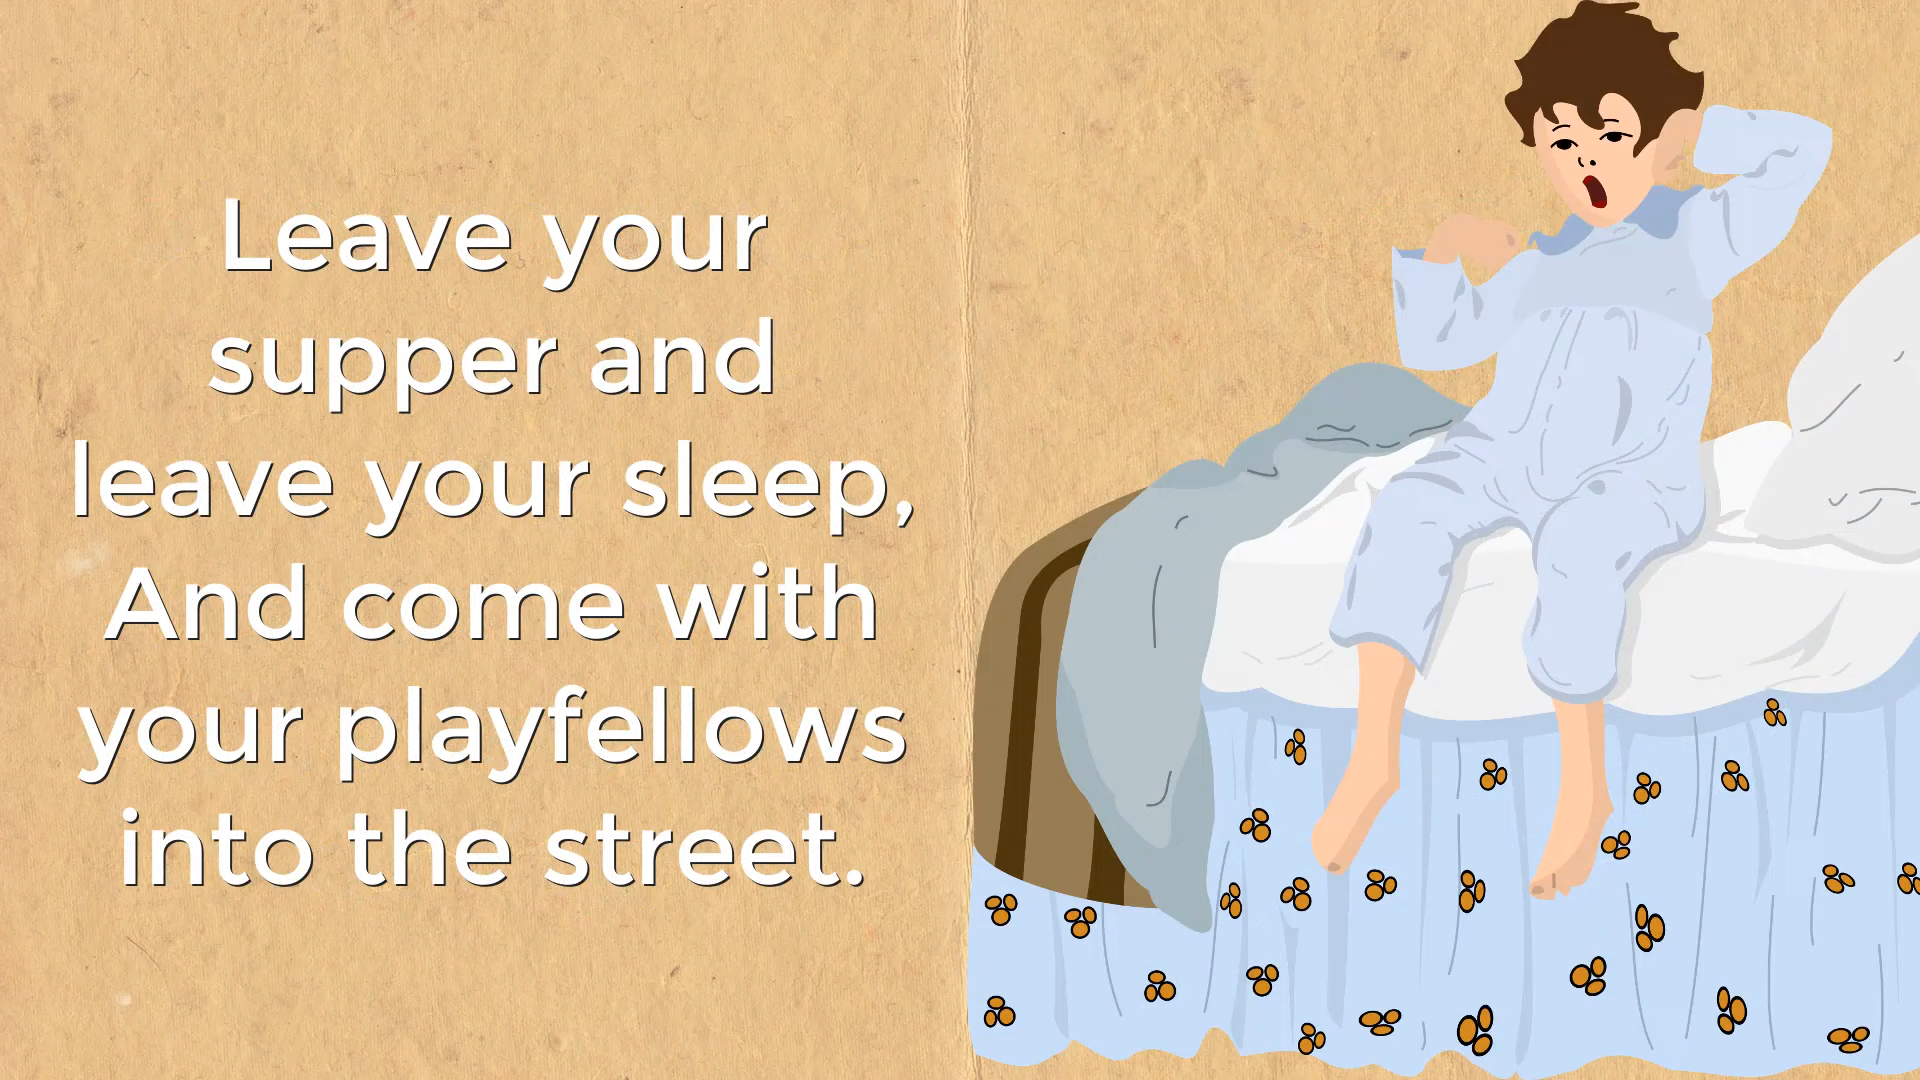 Leave your
supper and
leave your sleep,
And come with
your playfellows
into the street.